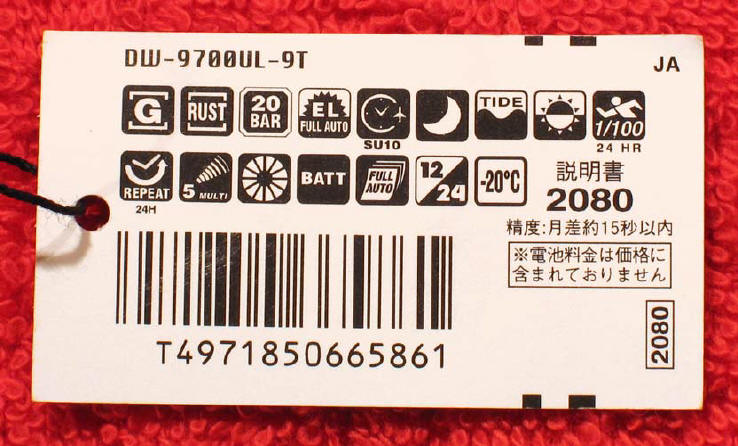 DW-9700UL-9T
JA
G RUST 20 BAR EL FULL AUTO TIDE 1/100
SU10 24 HR
REPEAT 5 MULTI BATT FULL AUTO 12/24 -20°C
24H
説明書
2080
精度:月差約15秒以内
※電池料金は価格に
含まれておりません
T4971850665861
2080